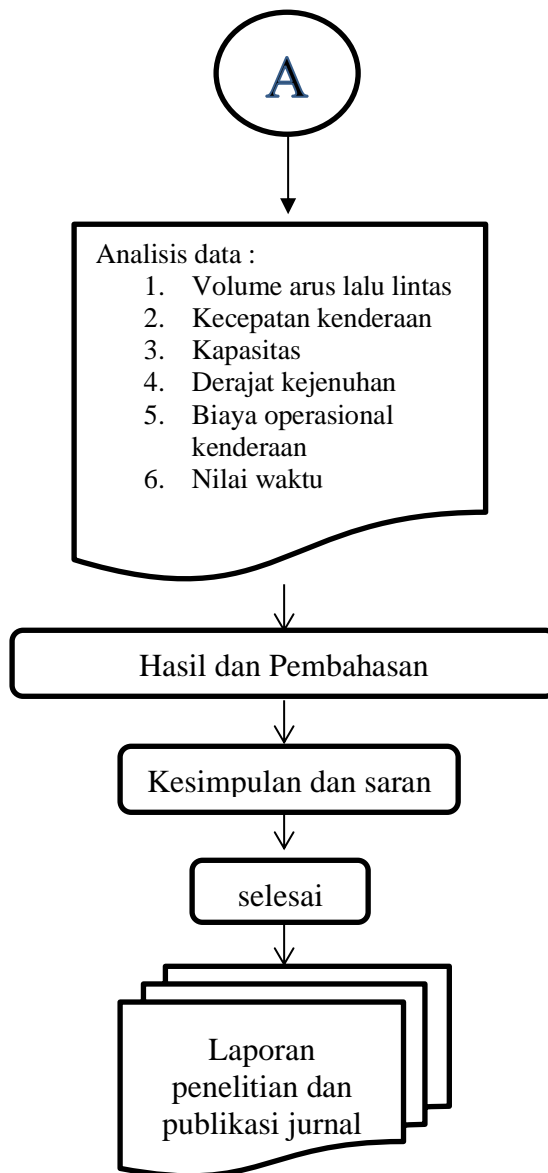 A
Analisis data :
1. Volume arus lalu lintas
2. Kecepatan kenderaan
3. Kapasitas
4. Derajat kejenuhan
5. Biaya operasional
kenderaan
6. Nilai waktu
Hasil dan Pembahasan
Kesimpulan dan saran
selesai
Laporan
penelitian dan
publikasi jurnal